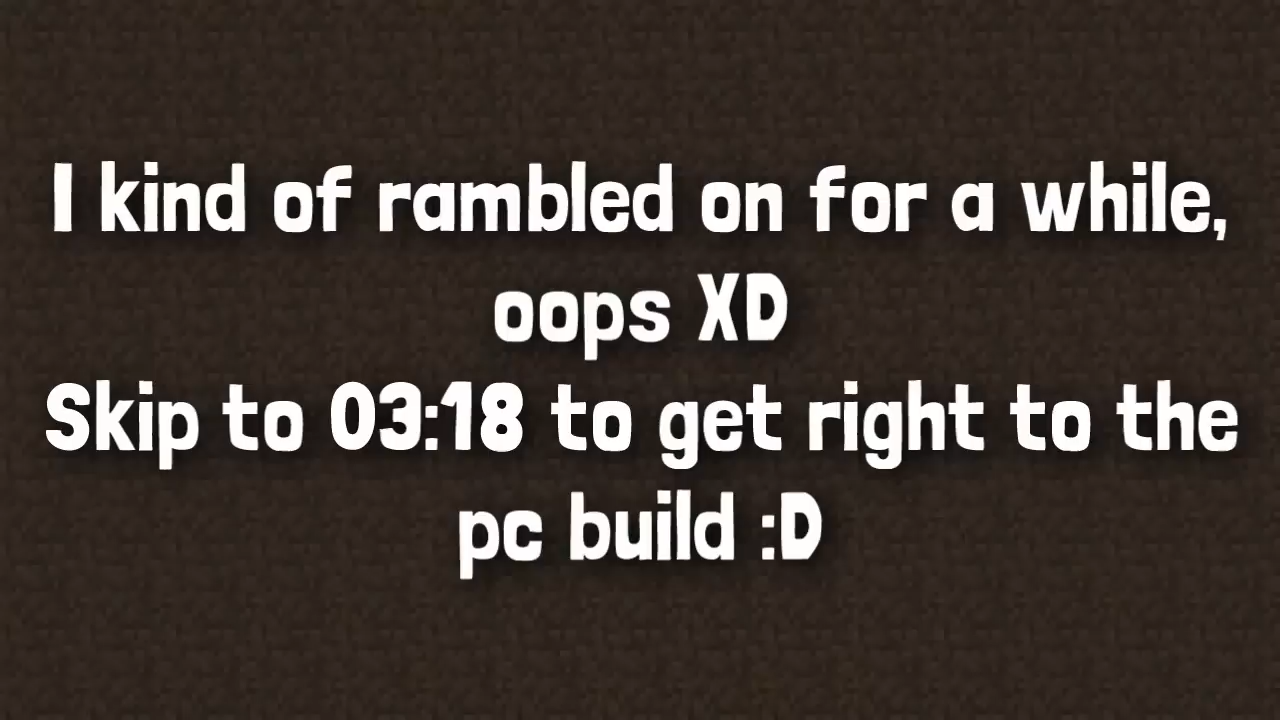 I kind of rambled on for a while,
oops XD
Skip to 03:18 to get right to the
pc build :D